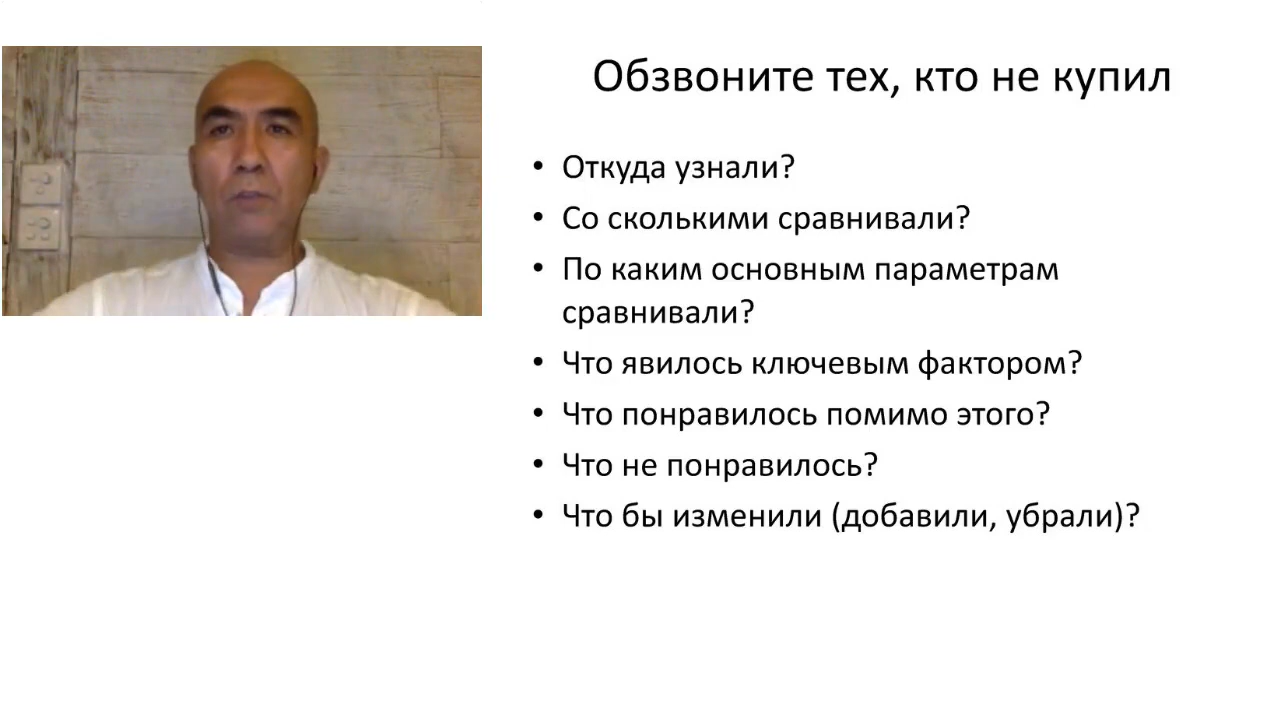 Обзвоните тех, кто не купил
• Откуда узнали?
• Со сколькими сравнивали?
• По каким основным параметрам
сравнивали?
• Что явилось ключевым фактором?
• Что понравилось помимо этого?
• Что не понравилось?
• Что бы изменили (добавили, убрали)?